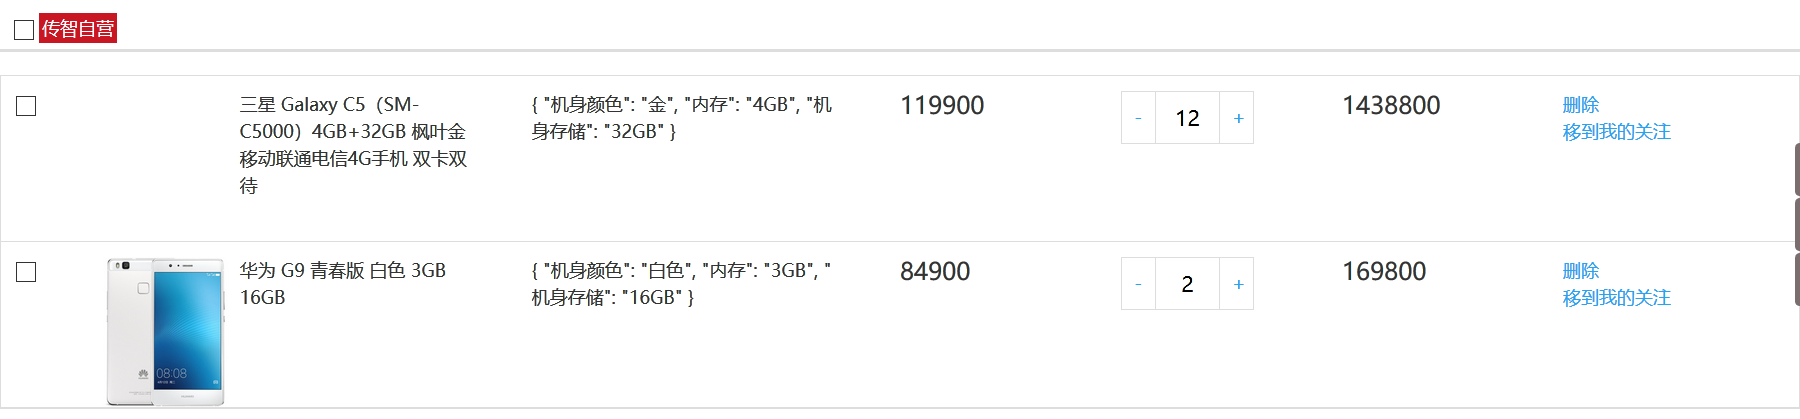 传智自营
三星 Galaxy C5（SM-
C5000）4GB+32GB 枫叶金
移动联通电信4G手机 双卡双
待
{ "机身颜色": "金", "内存": "4GB", "机
身存储": "32GB" }
119900
- 12 +
1438800
删除
移到我的关注
08:08
华为 G9 青春版 白色 3GB
16GB
{ "机身颜色": "白色", "内存": "3GB", "
机身存储": "16GB" }
84900
- 2 +
169800
删除
移到我的关注